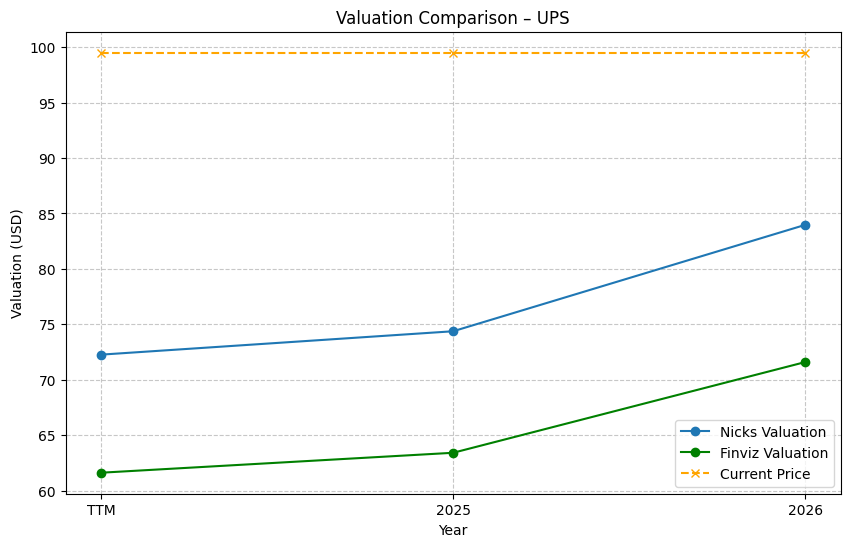 Valuation Comparison – UPS
Valuation (USD)
100
95
90
85
80
75
70
65
60
TTM
2025
2026
Year
Nicks Valuation
Finviz Valuation
Current Price